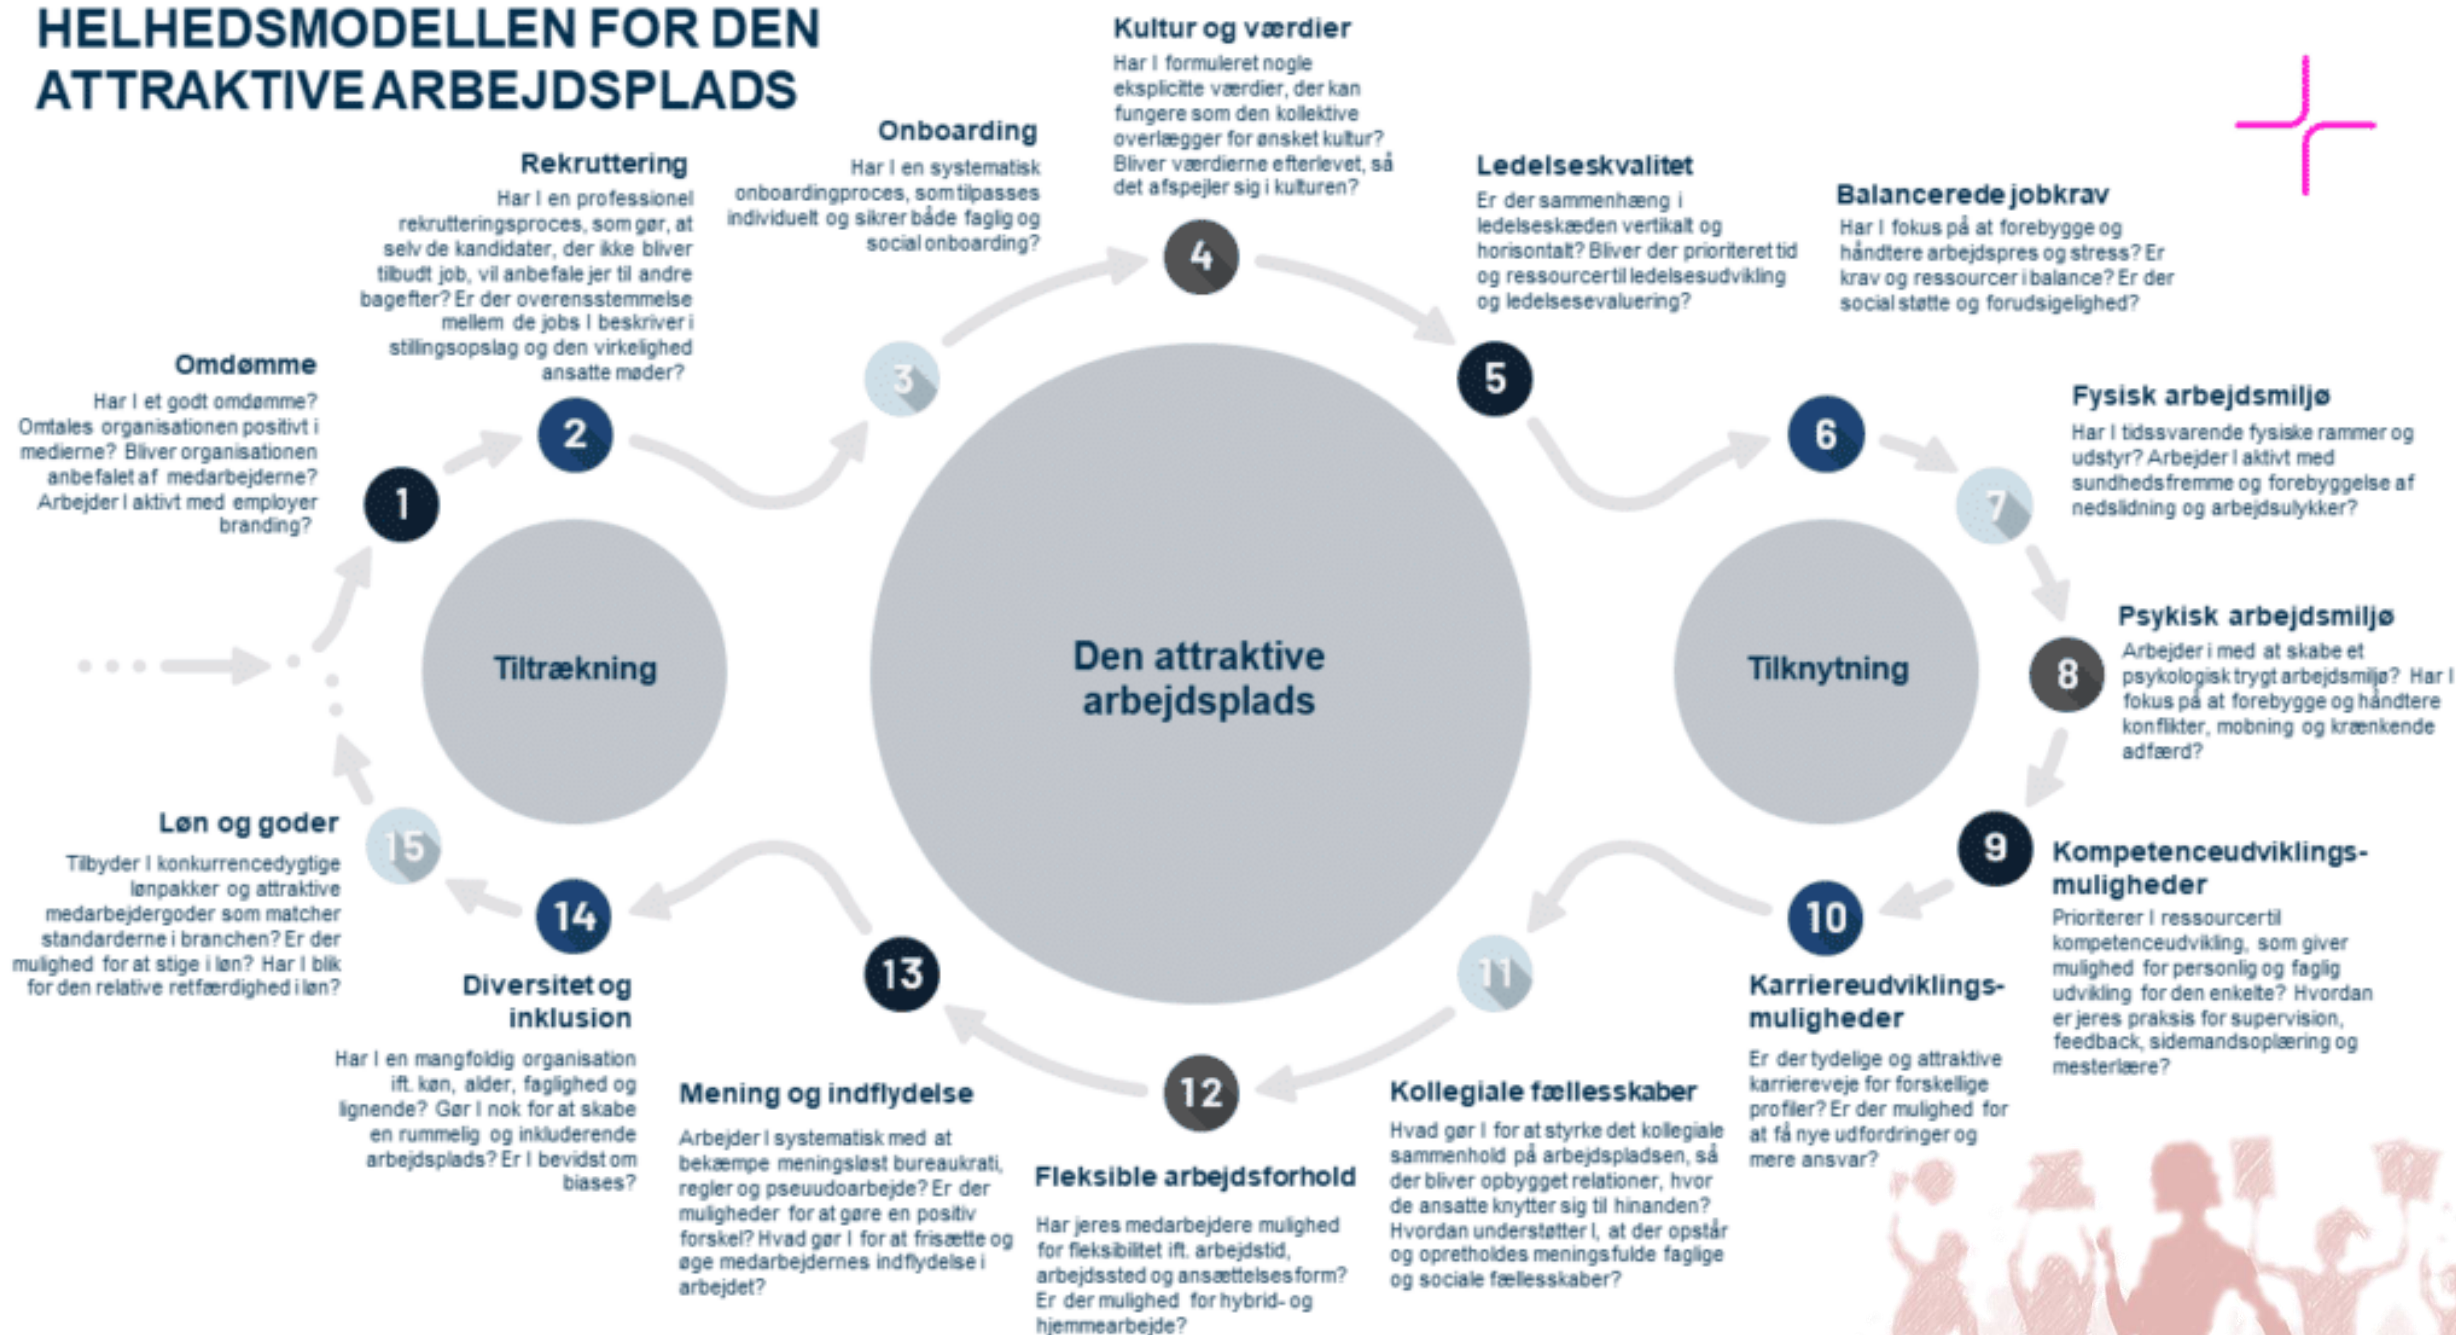 HELHEDSMODELLEN FOR DEN
ATTRAKTIVE ARBEJDSPLADS
Omdømme
Har I et godt omdømme?
Omtales organisationen positivt i
medierne? Bliver organisationen
anbefalet af medarbejderne?
Arbejder I aktivt med employer
branding?
1
Rekruttering
Har I en professionel
rekrutteringsproces, som gør, at
selv de kandidater, der ikke bliver
tilbudt job, vil anbefale jer til andre
bagefter? Er der overensstemmelse
mellem de jobs I beskriver i
stillingsopslag og den virkelighed
ansatte møder?
2
Onboarding
Har I en systematisk
onboardingproces, som tilpasses
individuelt og sikrer både faglig og
social onboarding?
3
Kultur og værdier
Har I formuleret nogle
eksplicitte værdier, der kan
fungere som den kollektive
overlægger for ønsket kultur?
Bliver værdierne efterlevet, så
det afspejler sig i kulturen?
4
Ledelseskvalitet
Er der sammenhæng i
ledelseskæden vertikalt og
horisontalt? Bliver der prioriteret tid
og ressourcer til ledelsesudvikling
og ledelsesevaluering?
5
Balancerede jobkrav
Har I fokus på at forebygge og
håndtere arbejdspres og stress? Er
krav og ressourcer i balance? Er der
social støtte og forudsigelighed?
6
Fysisk arbejdsmiljø
Har I tidssvarende fysiske rammer og
udstyr? Arbejder I aktivt med
sundhedsfremme og forebyggelse af
nedslidning og arbejdsulykker?
7
Psykisk arbejdsmiljø
Arbejder i med at skabe et
psykologisk trygt arbejdsmiljø? Har I
fokus på at forebygge og håndtere
konflikter, mobning og krænkende
adfærd?
8
Tiltrækning
Den attraktive
arbejdsplads
Tilknytning
9
Kompetenceudviklings-
muligheder
Prioriterer I ressourcer til
kompetenceudvikling, som giver
mulighed for personlig og faglig
udvikling for den enkelte? Hvordan
er jeres praksis for supervision,
feedback, sidemandsoplæring og
mesterlære?
10
Karriereudviklings-
muligheder
Er der tydelige og attraktive
karriereveje for forskellige
profiler? Er der mulighed for
at få nye udfordringer og
mere ansvar?
11
Kollegiale fællesskaber
Hvad gør I for at styrke det kollegiale
sammenhold på arbejdspladsen, så
der bliver opbygget relationer, hvor
de ansatte knytter sig til hinanden?
Hvordan understøtter I, at der opstår
og opretholdes meningsfulde faglige
og sociale fællesskaber?
12
Fleksible arbejdsforhold
Har jeres medarbejdere mulighed
for fleksibilitet ift. arbejdstid,
arbejdssted og ansættelsesform?
Er der mulighed for hybrid- og
hjemmearbejde?
13
Mening og indflydelse
Arbejder I systematisk med at
bekæmpe meningsløst bureaukrati,
regler og pseuudoarbejde? Er der
muligheder for at gøre en positiv
forskel? Hvad gør I for at frisætte og
øge medarbejdernes indflydelse i
arbejdet?
14
Diversitet og
inklusion
Har I en mangfoldig organisation
ift. køn, alder, faglighed og
lignende? Gør I nok for at skabe
en rummelig og inkluderende
arbejdsplads? Er I bevidst om
biases?
15
Løn og goder
Tilbyder I konkurrencedygtige
lønpakker og attraktive
medarbejdergoder som matcher
standarderne i branchen? Er der
mulighed for at stige i løn? Har I blik
for den relative retfærdighed i løn?